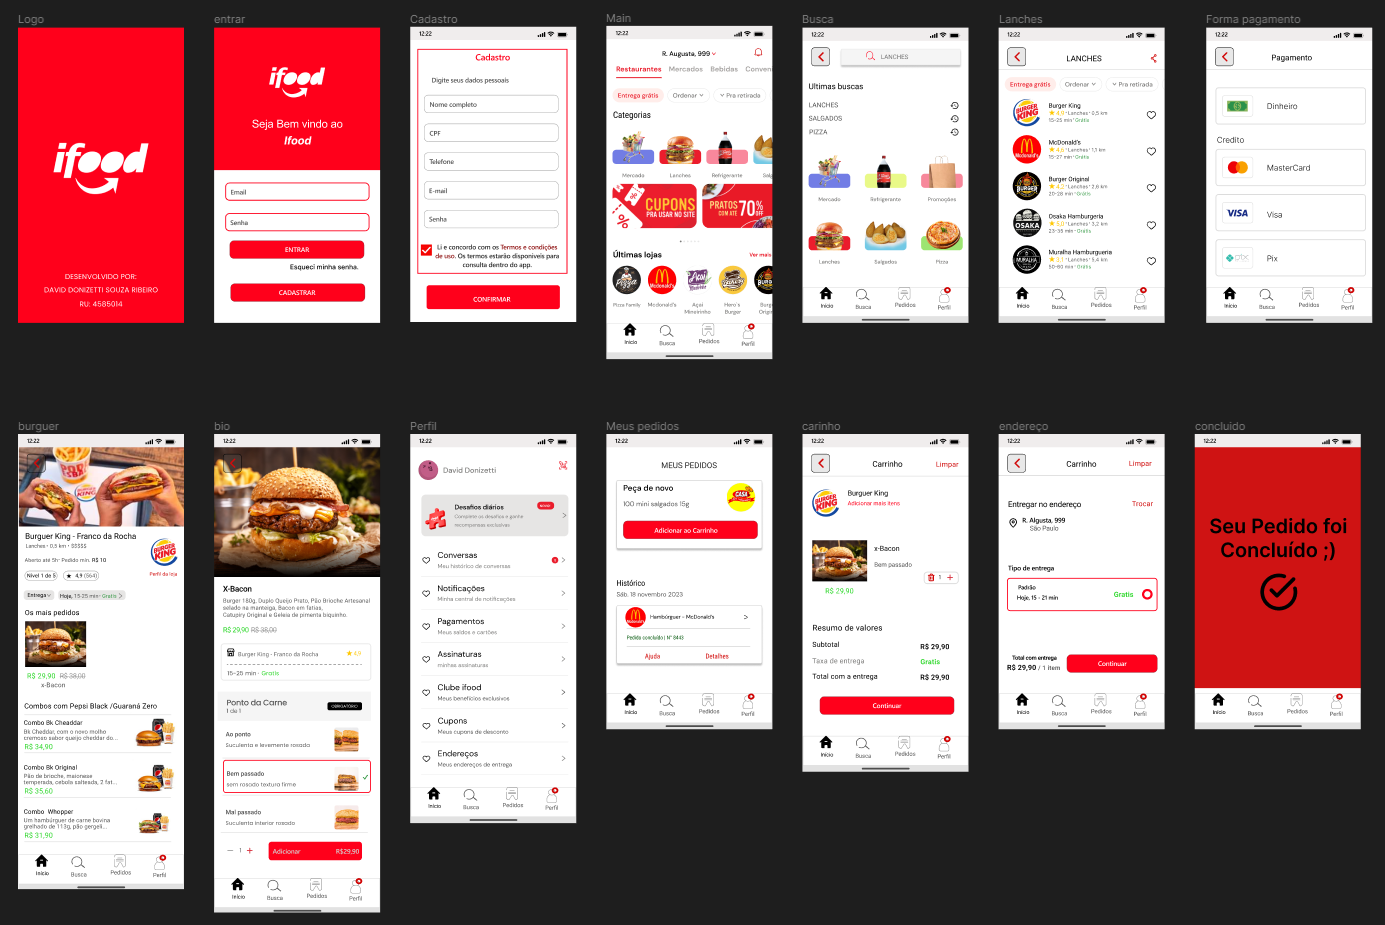 Logo
ifood
DESENVOLVIDO POR:
DAVID DONIZETTI SOUZA RIBEIRO
RU: 4585014
entrar
ifood
Seja Bem vindo ao
Ifood
Email
Senha
ENTRAR
Esqueci minha senha.
CADASTRAR
Cadastro
12:22
Cadastro
Digite seus dados pessoais
Nome completo
CPF
Telefone
E-mail
Senha
Li e concordo com os Termos e condições
de uso. Os termos estarão disponiveis para
consulta dentro do app.
CONFIRMAR
Main
12:22
R. Augusta, 999
Restaurantes Mercados Bebidas Conveni
Entrega grátis Ordenar Pra retirada
Categorias
Mercado Lanches Refrigerante Salgados
CUPONS
PRA USAR NO SITE
PRATOS
COM ATÉ 70%
OFF
Últimas lojas Ver mais
Pizza Family McDonald's Açaí Mineirinho Hero's Burger Burger Origin
Início Busca Pedidos Perfil
Busca
12:22
LANCHES
Ultimas buscas
LANCHES
SALGADOS
PIZZA
Mercado Refrigerante Promoções
Lanches Salgados Pizza
Início Busca Pedidos Perfil
Lanches
12:22
LANCHES
Entrega grátis Ordenar Pra retirada
Burger King
4,9 • Lanches • 0,5 km
15-25 min • Grátis
McDonald's
4,6 • Lanches • 1,1 km
15-27 min • Grátis
Burger Original
4,2 • Lanches • 2,6 km
20-28 min • Grátis
Osaka Hamburgeria
5,0 • Lanches • 3,2 km
23-35 min • Grátis
Muralha Hamburgueria
3,1 • Lanches • 5,4 km
50-60 min • Grátis
Início Busca Pedidos Perfil
Forma pagamento
12:22
Pagamento
Dinheiro
Credito
MasterCard
VISA Visa
pix Pix
Início Busca Pedidos Perfil
burguer
12:22
Burguer King - Franco da Rocha
Lanches • 0,5 km • $$$$$
Aberto até 5h• Pedido min. R$ 10
BURGER KING
Perfil da loja
Nível 1 de 5 4,9 (564)
Entrega Hoje, 15-25 min • Gratis
Os mais pedidos
R$ 29,90 R$ 38,00
x-Bacon
Combos com Pepsi Black /Guaraná Zero
Combo Bk Cheaddar
Bk Cheddar, com o novo molho
cremoso sabor queijo cheddar do...
R$ 34,90
Combo Bk Original
Pão de brioche, maionese
temperada, cebola salteada, 2 fat...
R$ 35,60
Combo Whopper
Um hambúrguer de carne bovina
grelhado de 113g, pão gergeli...
R$ 31,90
Início Busca Pedidos Perfil
bio
12:22
X-Bacon
Burger 180g, Duplo Queijo Prato, Pão Brioche Artesanal
selado na manteiga, Bacon em fatias,
Catupiry Original e Geleia de pimenta biquinho.
R$ 29,90 R$ 38,00
Burger King - Franco da Rocha 4,9
15-25 min • Gratis
Ponto da Carne
1 de 1
OBRIGATÓRIO
Ao ponto
Suculento e levemente rosado
Bem passado
sem rosado textura firme
Mal passado
Suculento interior rosado
1 Adicionar R$29,90
Início Busca Pedidos Perfil
Perfil
12:22
David Donizetti
Desafios diários
Complete os desafios e ganhe
recompensas exclusivas
Conversas
Meu histórico de conversas
Notificações
Minha central de notificações
Pagamentos
Meus saldos e cartões
Assinaturas
minhas assinaturas
Clube ifood
Meus benefícios exclusivos
Cupons
Meus cupons de desconto
Endereços
Meus endereços de entrega
Início Busca Pedidos Perfil
Meus pedidos
12:22
MEUS PEDIDOS
Peça de novo
100 mini salgados 15g
CASA
Adicionar ao Carrinho
Histórico
Sáb, 18 novembro 2023
Hambúrguer - McDonald's
Pedido concluído | N° 6443
Ajuda Detalhes
Início Busca Pedidos Perfil
carinho
12:22
Carrinho Limpar
BURGER KING
Burguer King
Adicionar mais itens
x-Bacon
Bem passado
1
R$ 29,90
Resumo de valores
Subtotal R$ 29,90
Taxa de entrega Gratis
Total com a entrega R$ 29,90
Continuar
Início Busca Pedidos Perfil
endereço
12:22
Carrinho Limpar
Entregar no endereço Trocar
R. Algusta, 999
São Paulo
Tipo de entrega
Padrão
Hoje, 15 - 21 min
Gratis
Total com entrega
R$ 29,90 / 1 item
Continuar
Início Busca Pedidos Perfil
concluido
12:22
Seu Pedido foi
Concluído ;)
Início Busca Pedidos Perfil